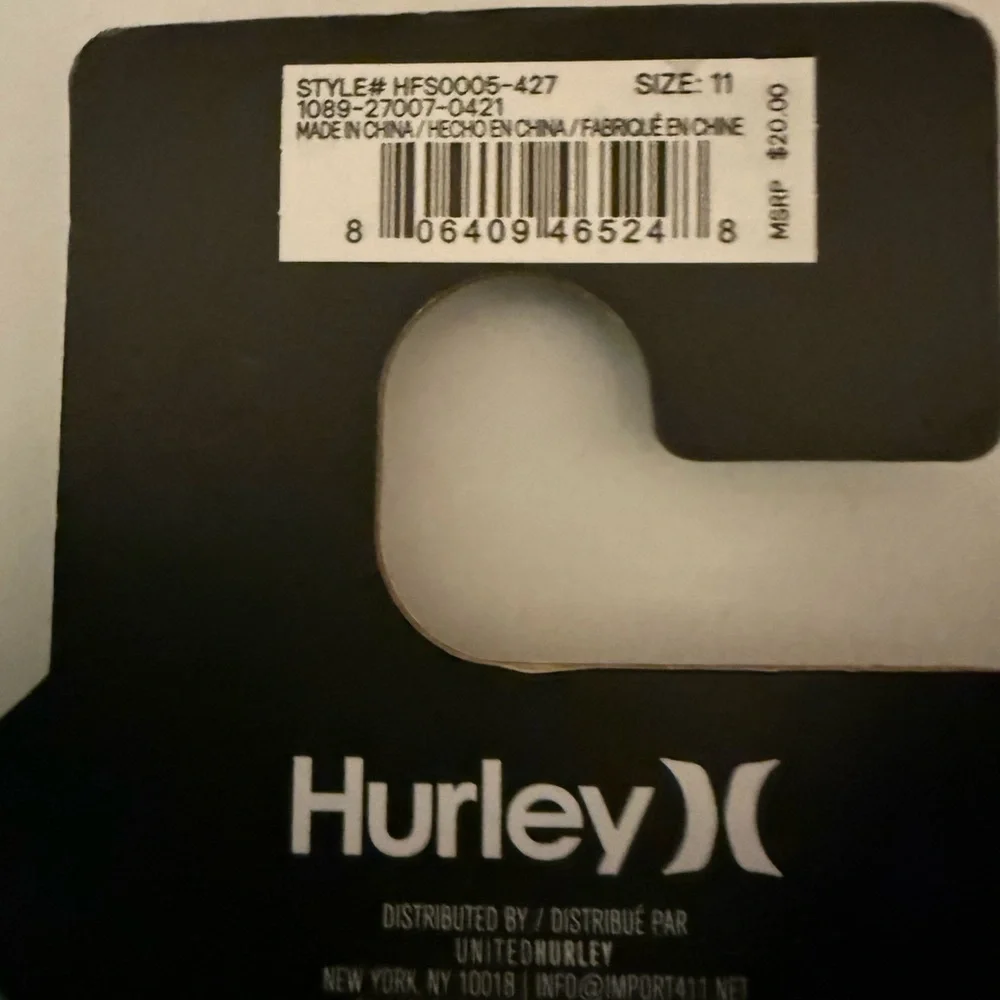 STYLE# HFS0005-427 SIZE: 11
1089-27007-0421
MADE IN CHINA / HECHO EN CHINA / FABRIQUÉ EN CHINE
MSRP $20.00
8 06409 46524 8
Hurley
DISTRIBUTED BY / DISTRIBUÉ PAR
UNITEDHURLEY
NEW YORK, NY 10018 | INFO@IMPORT411.NET